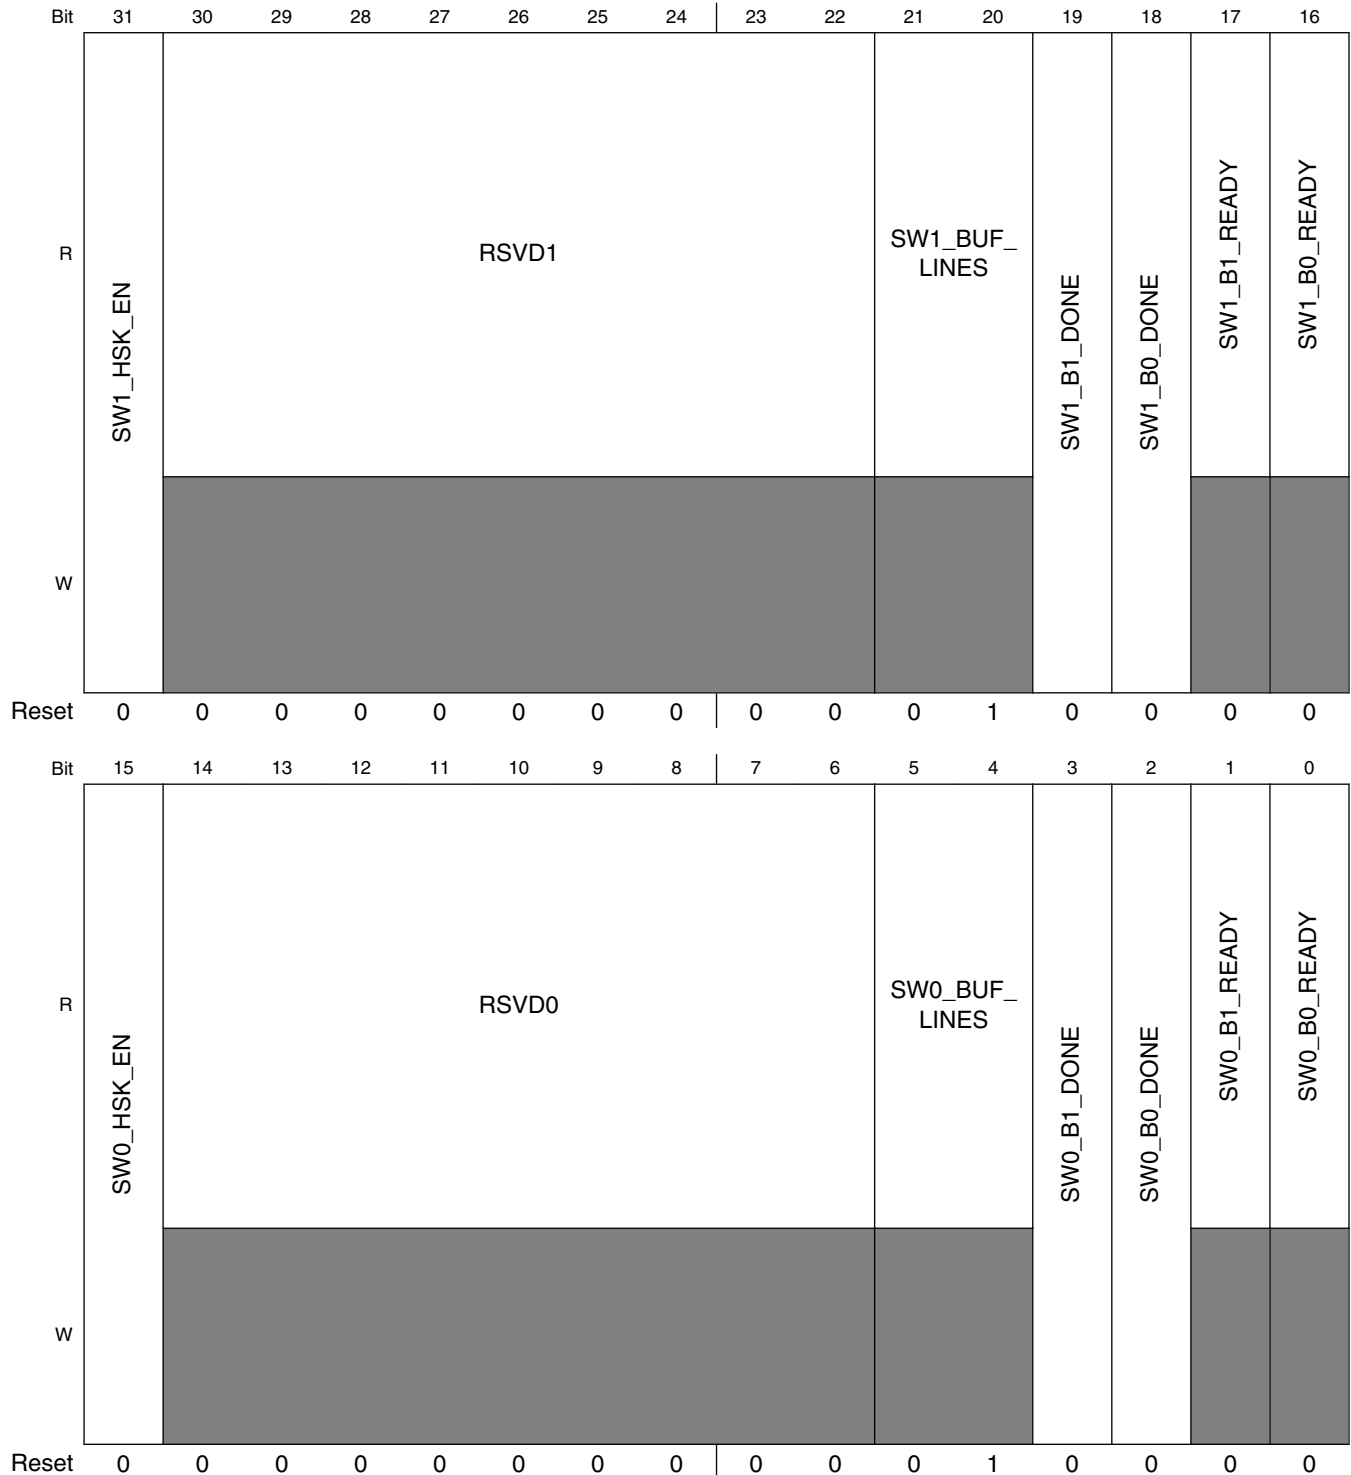 Bit 31 30 29 28 27 26 25 24 23 22 21 20 19 18 17 16
R
W
SW1_HSK_EN
RSVD1
SW1_BUF_
LINES
SW1_B1_DONE
SW1_B0_DONE
SW1_B1_READY
SW1_B0_READY
Reset 0 0 0 0 0 0 0 0 0 0 0 1 0 0 0 0
Bit 15 14 13 12 11 10 9 8 7 6 5 4 3 2 1 0
R
W
SW0_HSK_EN
RSVD0
SW0_BUF_
LINES
SW0_B1_DONE
SW0_B0_DONE
SW0_B1_READY
SW0_B0_READY
Reset 0 0 0 0 0 0 0 0 0 0 0 1 0 0 0 0